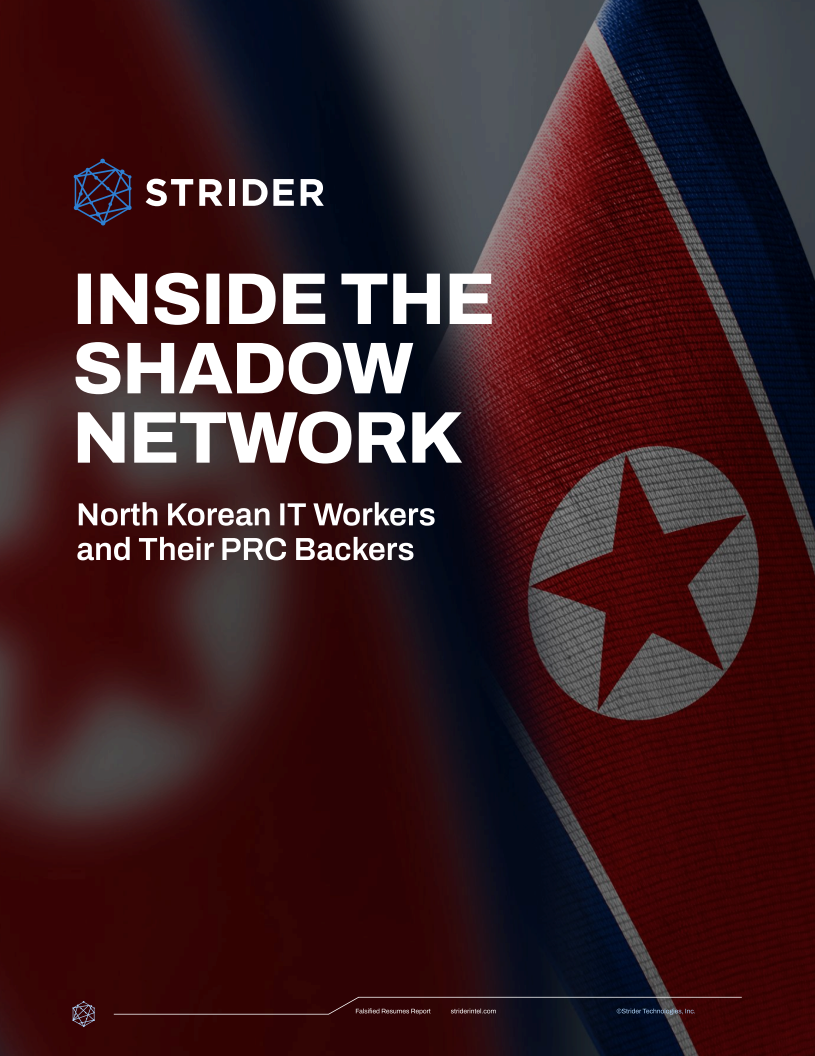 STRIDER
INSIDE THE
SHADOW
NETWORK
North Korean IT Workers
and Their PRC Backers
Falsified Resumes Report striderintel.com ©Strider Technologies, Inc.